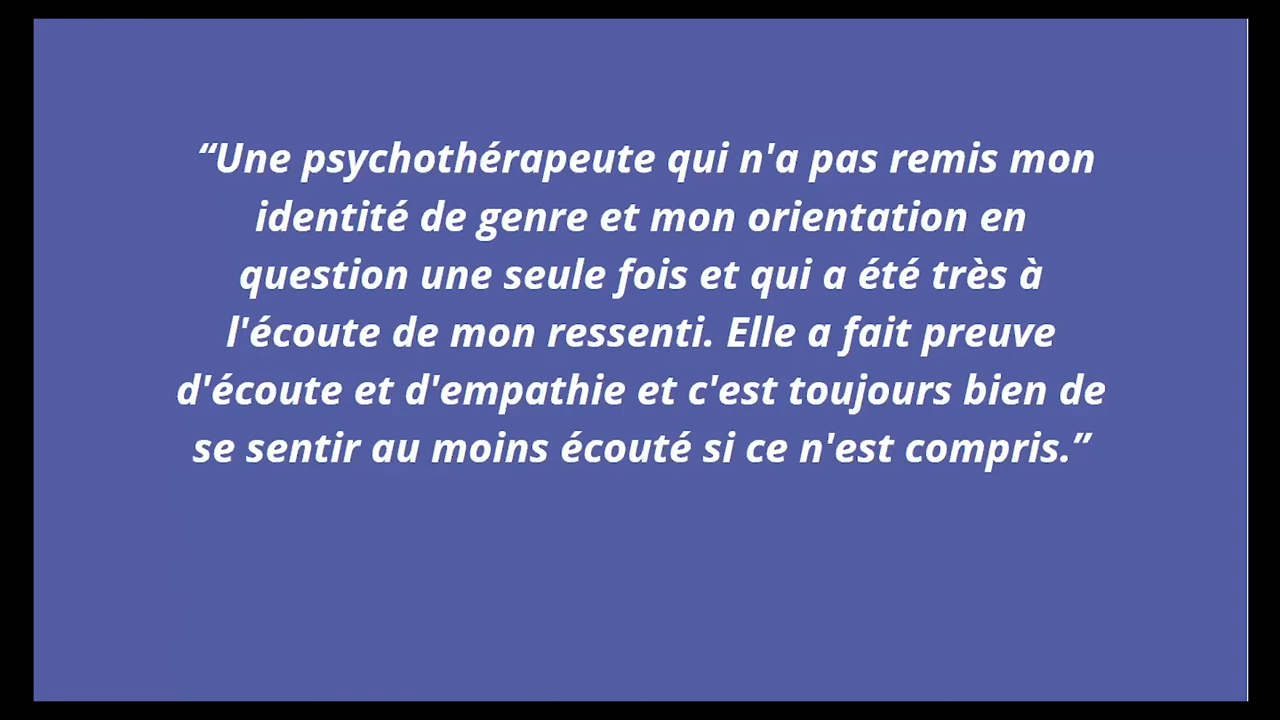 “Une psychothérapeute qui n'a pas remis mon
identité de genre et mon orientation en
question une seule fois et qui a été très à
l'écoute de mon ressenti. Elle a fait preuve
d'écoute et d'empathie et c'est toujours bien de
se sentir au moins écouté si ce n'est compris.”